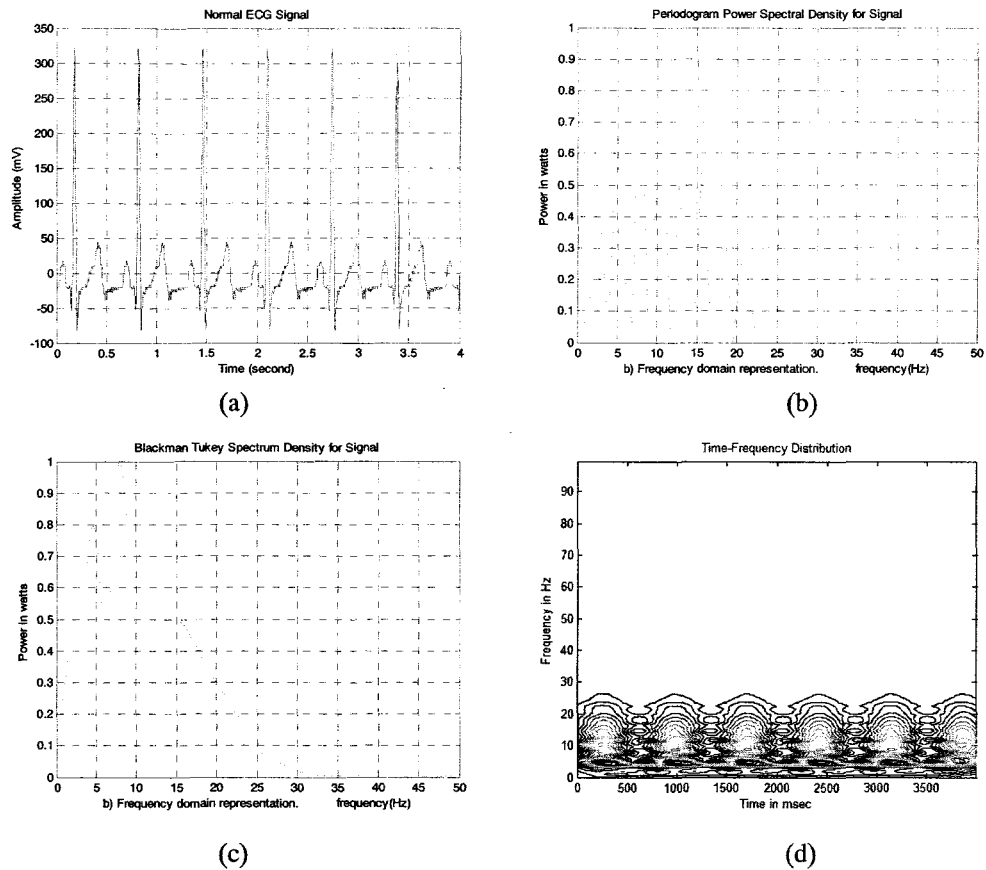 Normal ECG Signal
350
300
250
200
150
100
50
0
-50
-100
Amplitude (mV)
0 0.5 1 1.5 2 2.5 3 3.5 4
Time (second)
(a)
Periodogram Power Spectral Density for Signal
1
0.9
0.8
0.7
0.6
0.5
0.4
0.3
0.2
0.1
0
Power in watts
0 5 10 15 20 25 30 35 40 45 50
b) Frequency domain representation. frequency(Hz)
(b)
Blackman Tukey Spectrum Density for Signal
1
0.9
0.8
0.7
0.6
0.5
0.4
0.3
0.2
0.1
0
Power in watts
0 5 10 15 20 25 30 35 40 45 50
b) Frequency domain representation. frequency(Hz)
(c)
Time-Frequency Distribution
90
80
70
60
50
40
30
20
10
0
Frequency in Hz
0 500 1000 1500 2000 2500 3000 3500
Time in msec
(d)